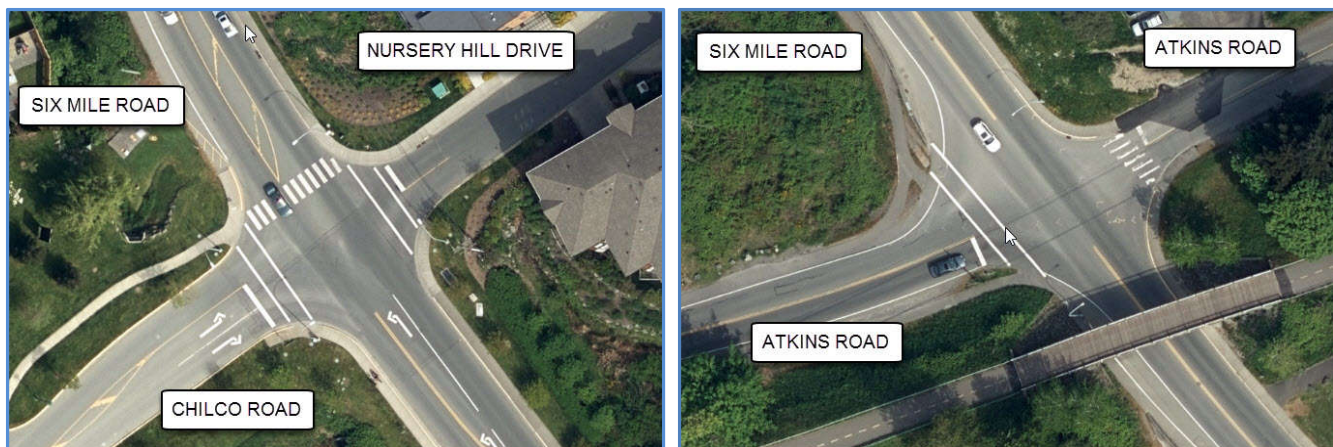 NURSERY HILL DRIVE
SIX MILE ROAD
CHILCO ROAD
SIX MILE ROAD
ATKINS ROAD
ATKINS ROAD